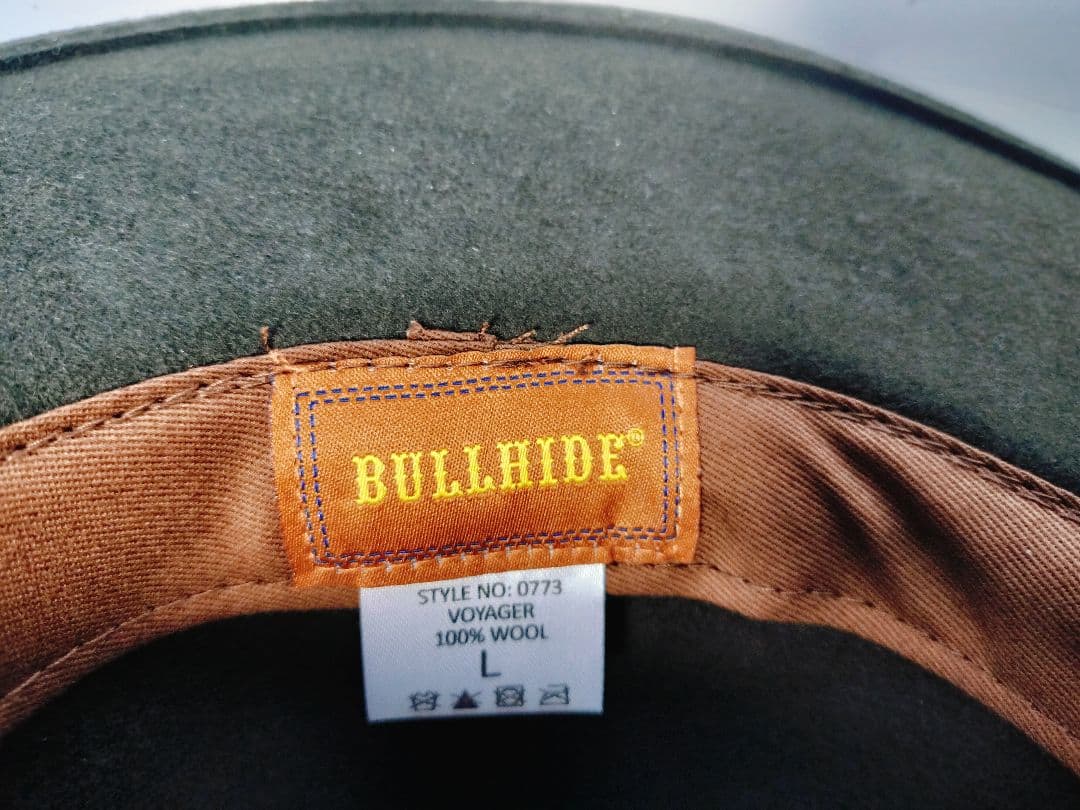 BULLHIDE®
STYLE NO: 0773
VOYAGER
100% WOOL
L